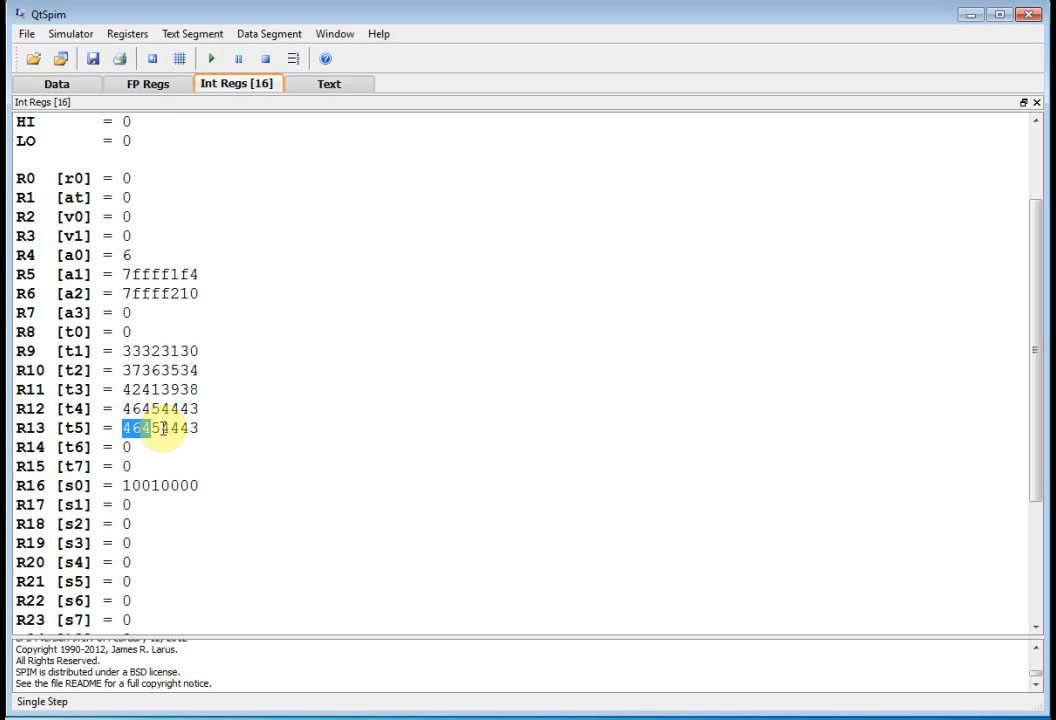 QtSpim
File Simulator Registers Text Segment Data Segment Window Help
Data FP Regs Int Regs [16] Text
Int Regs [16]
HI = 0
LO = 0
R0 [r0] = 0
R1 [at] = 0
R2 [v0] = 0
R3 [v1] = 0
R4 [a0] = 6
R5 [a1] = 7ffff1f4
R6 [a2] = 7ffff210
R7 [a3] = 0
R8 [t0] = 0
R9 [t1] = 33323130
R10 [t2] = 37363534
R11 [t3] = 42413938
R12 [t4] = 46454443
R13 [t5] = 46454443
R14 [t6] = 0
R15 [t7] = 0
R16 [s0] = 10010000
R17 [s1] = 0
R18 [s2] = 0
R19 [s3] = 0
R20 [s4] = 0
R21 [s5] = 0
R22 [s6] = 0
R23 [s7] = 0
Copyright 1990-2012, James R. Larus.
All Rights Reserved.
SPIM is distributed under a BSD license.
See the file README for a full copyright notice.
Single Step